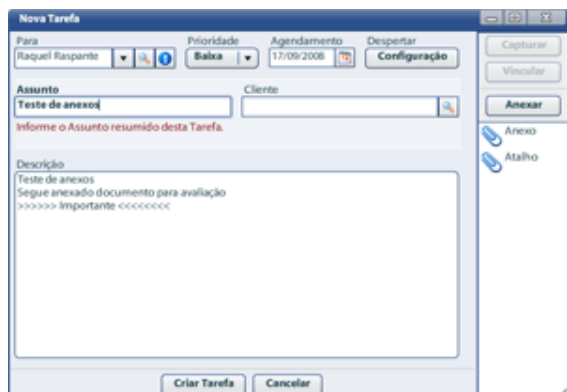 Nova Tarefa
Para
Prioridade
Agendamento
Despertar
Raquel Raspante
Baixa
17/09/2008
Configuração
Capturar
Vincular
Anexar
Assunto
Cliente
Teste de anexos
Informe o Assunto resumido desta Tarefa.
Anexo
Atalho
Descrição
Teste de anexos
Segue anexado documento para avaliação
>>>>>> Importante <<<<<<<<
Criar Tarefa
Cancelar